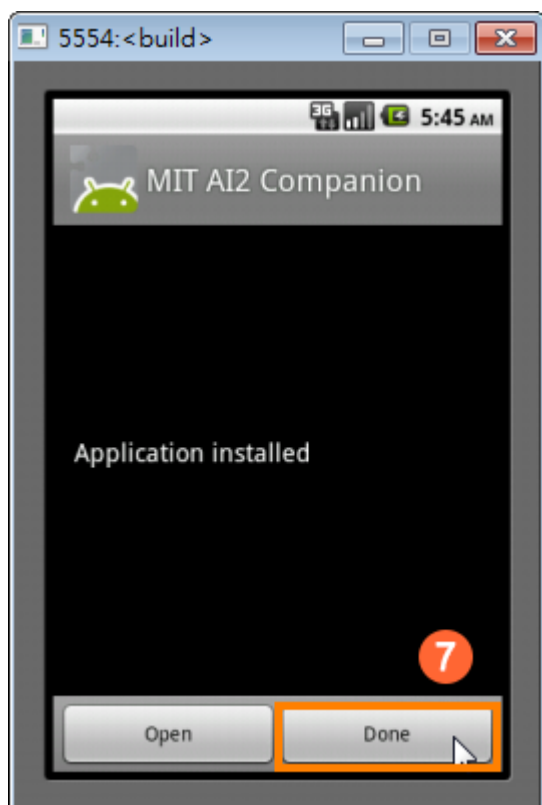 5554:<build>
3G 5:45 AM
MIT AI2 Companion
Application installed
7
Open Done